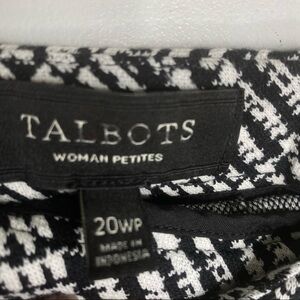 TALBOTS
WOMAN PETITES
20WP
MADE IN
INDONESIA